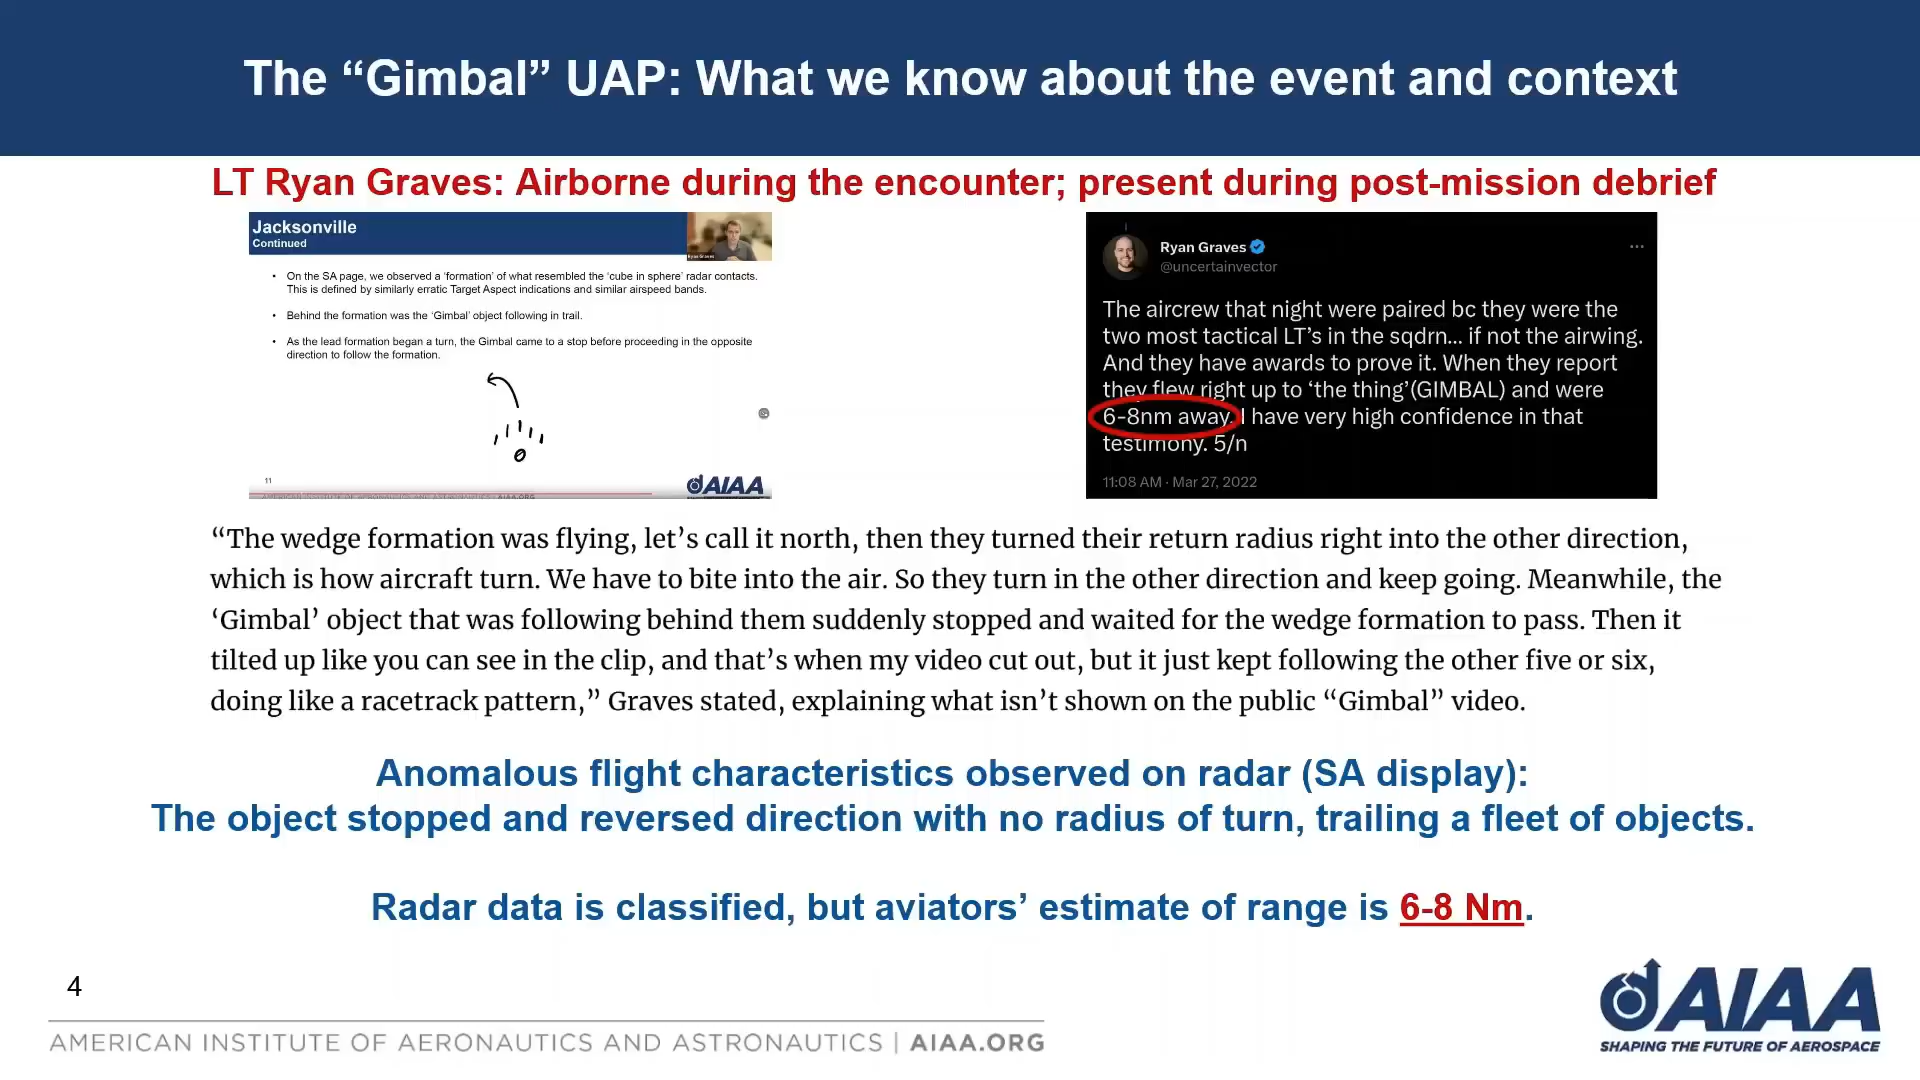 The “Gimbal” UAP: What we know about the event and context
LT Ryan Graves: Airborne during the encounter; present during post-mission debrief
Jacksonville
Continued
• On the SA page, we observed a ‘formation’ of what resembled the ‘cube in sphere’ radar contacts.
This is defined by similarly erratic Target Aspect indications and similar airspeed bands.
• Behind the formation was the ‘Gimbal’ object following in trail.
• As the lead formation began a turn, the Gimbal came to a stop before proceeding in the opposite
direction to follow the formation.
11
AIAA
Ryan Graves
@uncertainvector
The aircrew that night were paired bc they were the
two most tactical LT’s in the sqdrn... if not the airwing.
And they have awards to prove it. When they report
they flew right up to ‘the thing’(GIMBAL) and were
6-8nm away. I have very high confidence in that
testimony. 5/n
11:08 AM · Mar 27, 2022
“The wedge formation was flying, let’s call it north, then they turned their return radius right into the other direction,
which is how aircraft turn. We have to bite into the air. So they turn in the other direction and keep going. Meanwhile, the
‘Gimbal’ object that was following behind them suddenly stopped and waited for the wedge formation to pass. Then it
tilted up like you can see in the clip, and that’s when my video cut out, but it just kept following the other five or six,
doing like a racetrack pattern,” Graves stated, explaining what isn’t shown on the public “Gimbal” video.
Anomalous flight characteristics observed on radar (SA display):
The object stopped and reversed direction with no radius of turn, trailing a fleet of objects.
Radar data is classified, but aviators’ estimate of range is 6-8 Nm.
4
AMERICAN INSTITUTE OF AERONAUTICS AND ASTRONAUTICS | AIAA.ORG
AIAA
SHAPING THE FUTURE OF AEROSPACE